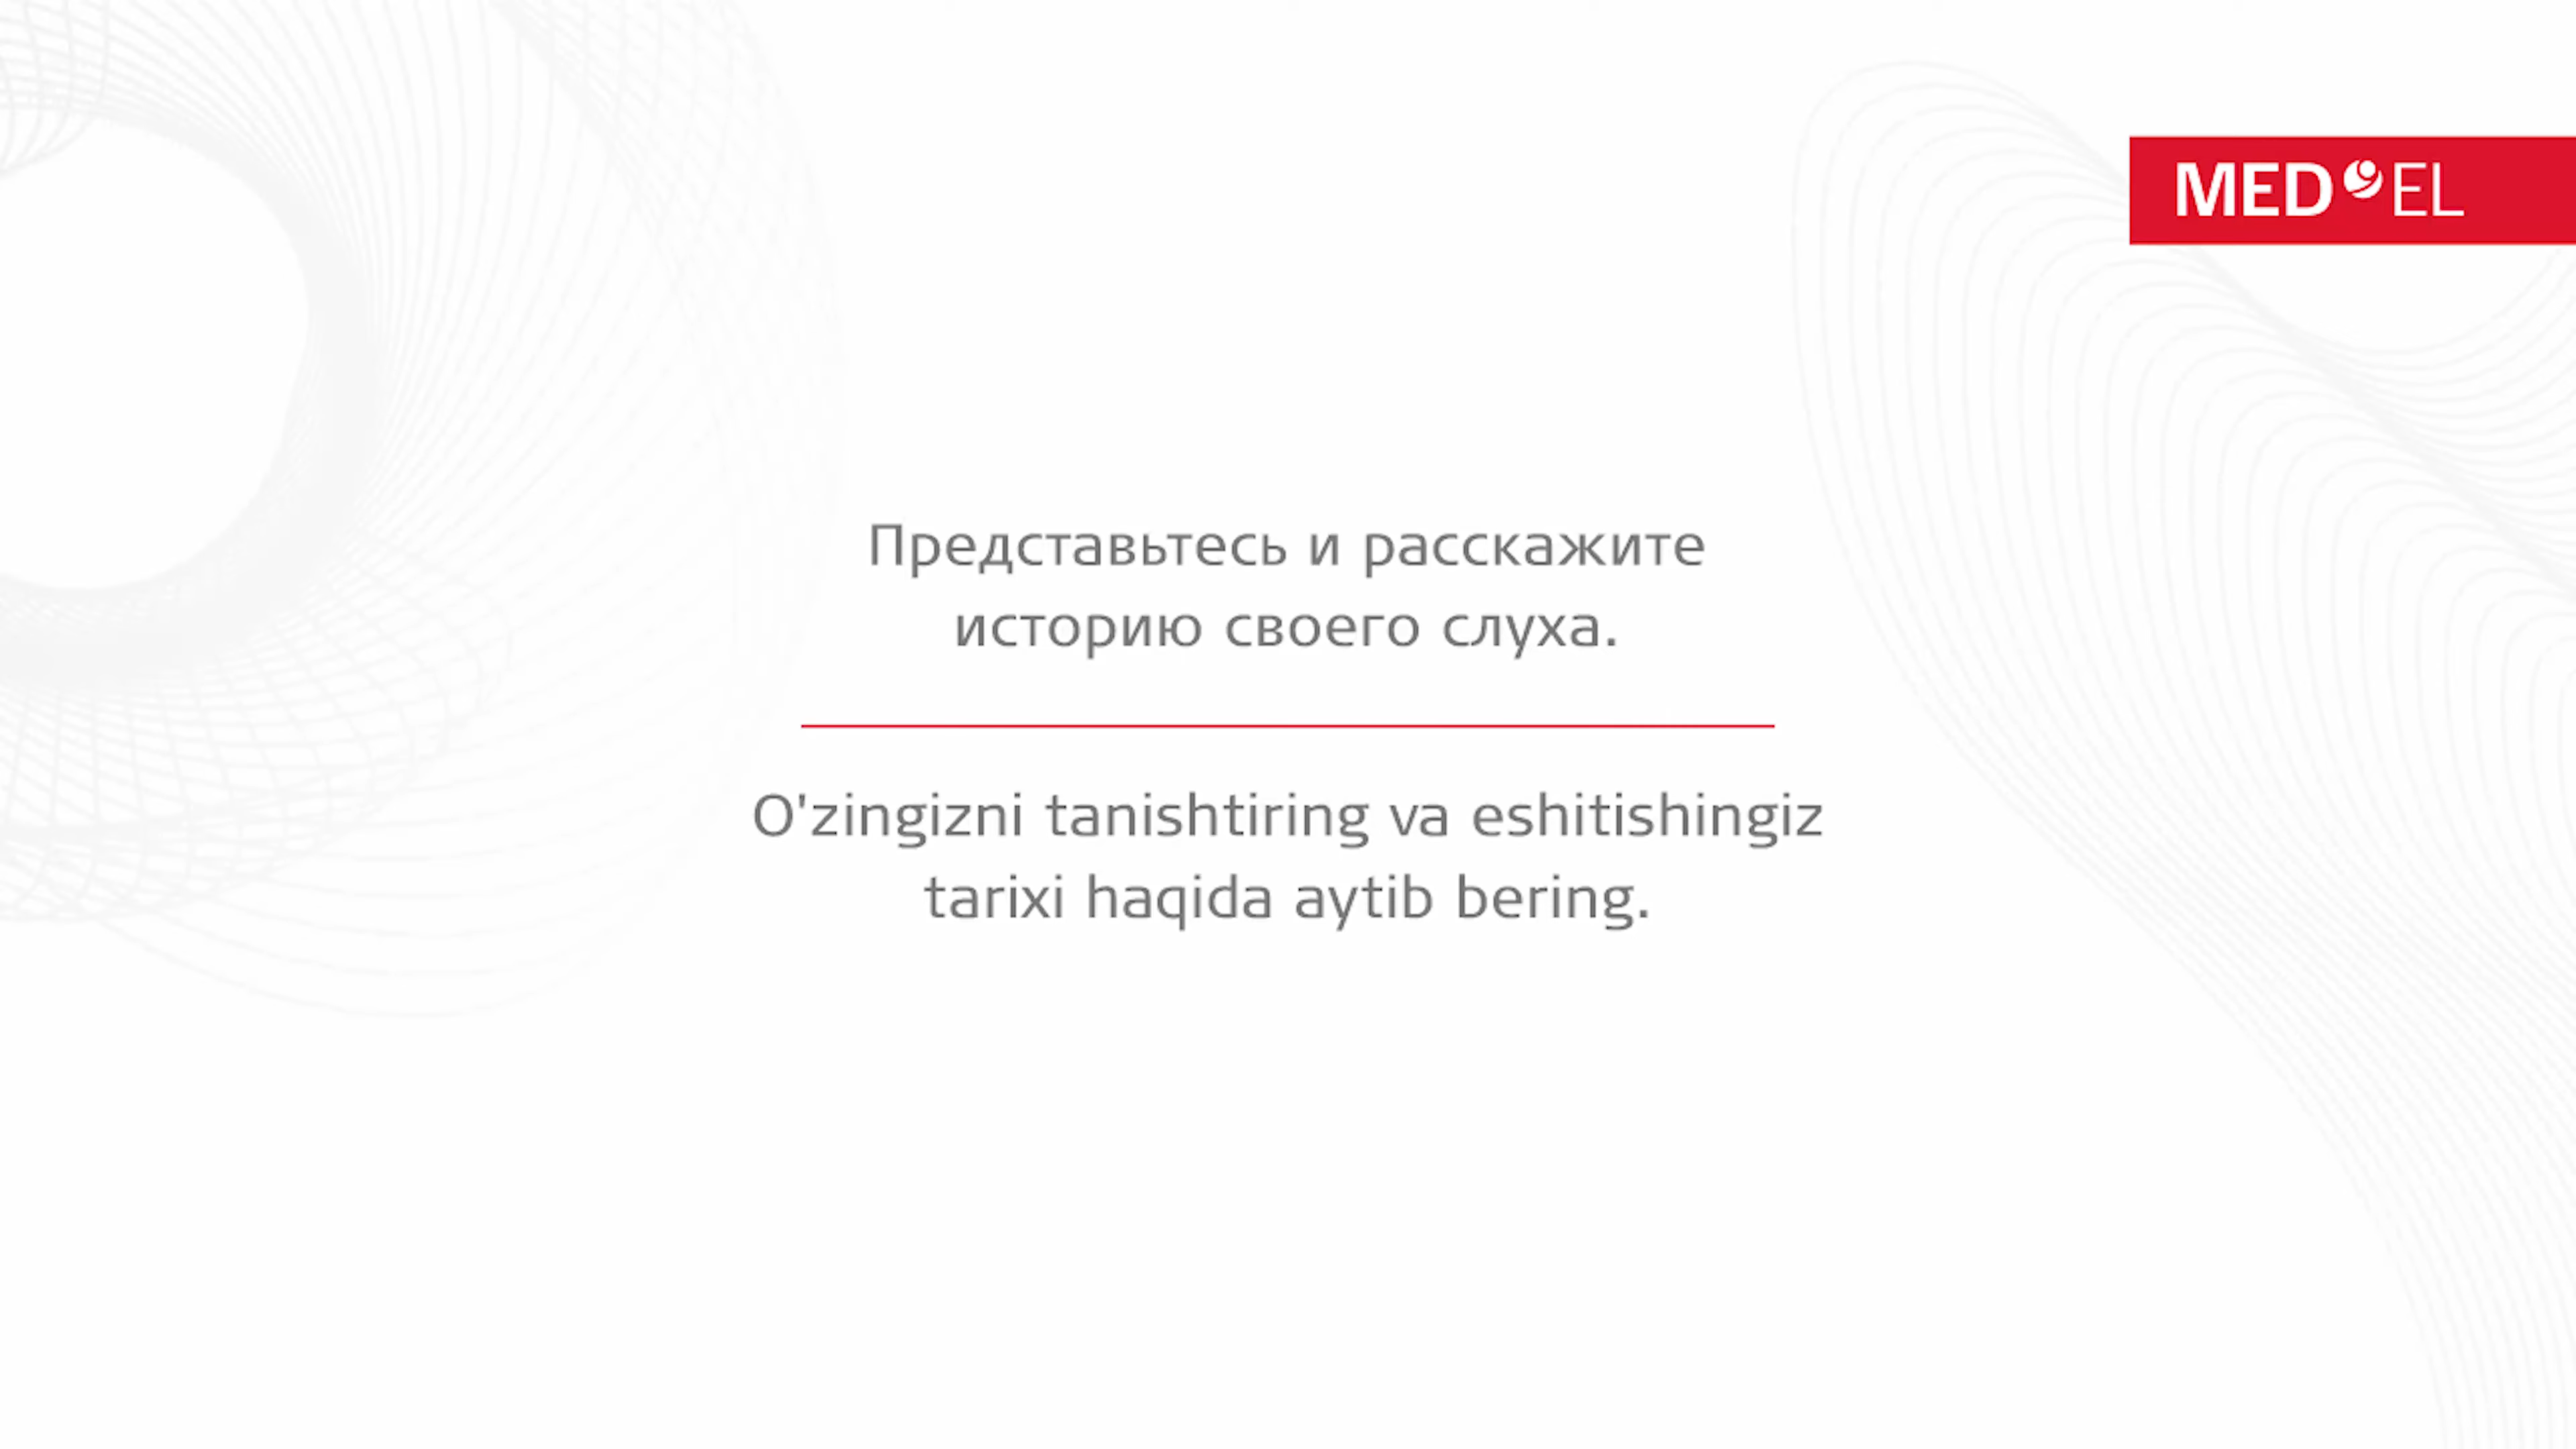 MED EL
Представьтесь и расскажите
историю своего слуха.
O'zingizni tanishtiring va eshitishingiz
tarixi haqida aytib bering.